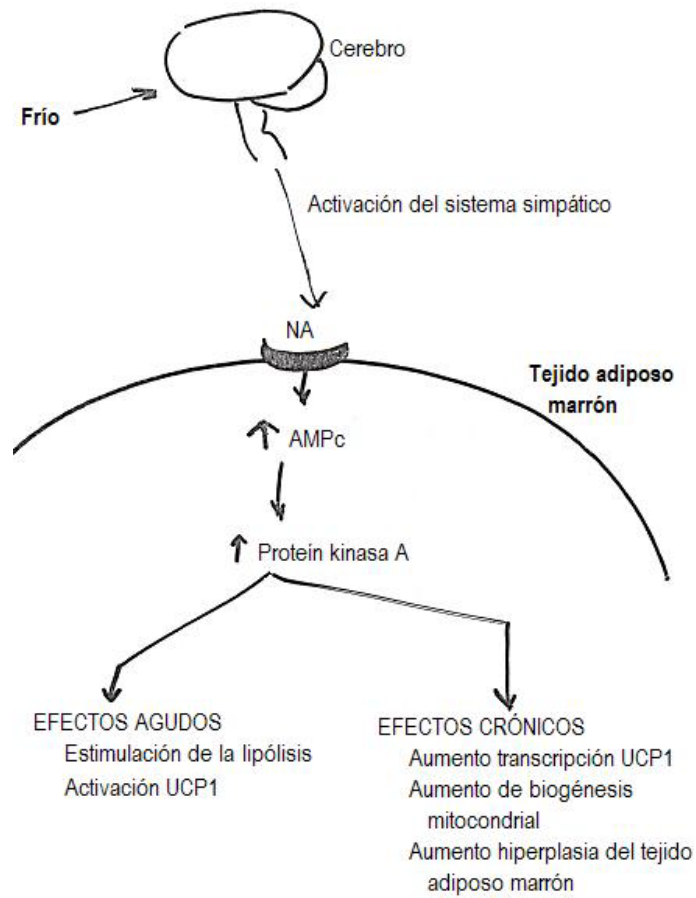 Cerebro
Frío
Activación del sistema simpático
NA
Tejido adiposo
marrón
AMPc
Proteín kinasa A
EFECTOS AGUDOS
Estimulación de la lipólisis
Activación UCP1
EFECTOS CRÓNICOS
Aumento transcripción UCP1
Aumento de biogénesis
mitocondrial
Aumento hiperplasia del tejido
adiposo marrón